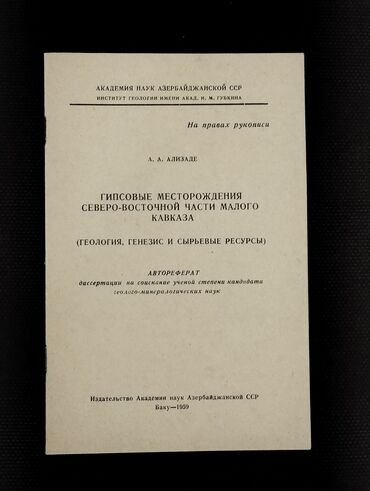 АКАДЕМИЯ НАУК АЗЕРБАЙДЖАНСКОЙ ССР
ИНСТИТУТ ГЕОЛОГИИ ИМЕНИ АКАД. И. М. ГУБКИНА
На правах рукописи
А. А. АЛИЗАДЕ
ГИПСОВЫЕ МЕСТОРОЖДЕНИЯ
СЕВЕРО-ВОСТОЧНОЙ ЧАСТИ МАЛОГО
КАВКАЗА
(ГЕОЛОГИЯ, ГЕНЕЗИС И СЫРЬЕВЫЕ РЕСУРСЫ)
АВТОРЕФЕРАТ
диссертации на соискание ученой степени кандидата
геолого-минералогических наук
Издательство Академии наук Азербайджанской ССР
Баку—1959